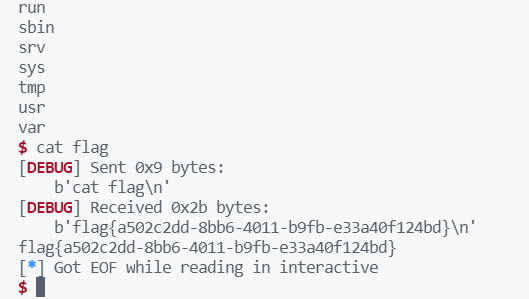 run
sbin
srv
sys
tmp
usr
var
$ cat flag
[DEBUG] Sent 0x9 bytes:
    b'cat flag\n'
[DEBUG] Received 0x2b bytes:
    b'flag{a502c2dd-8bb6-4011-b9fb-e33a40f124bd}\n'
flag{a502c2dd-8bb6-4011-b9fb-e33a40f124bd}
[*] Got EOF while reading in interactive
$